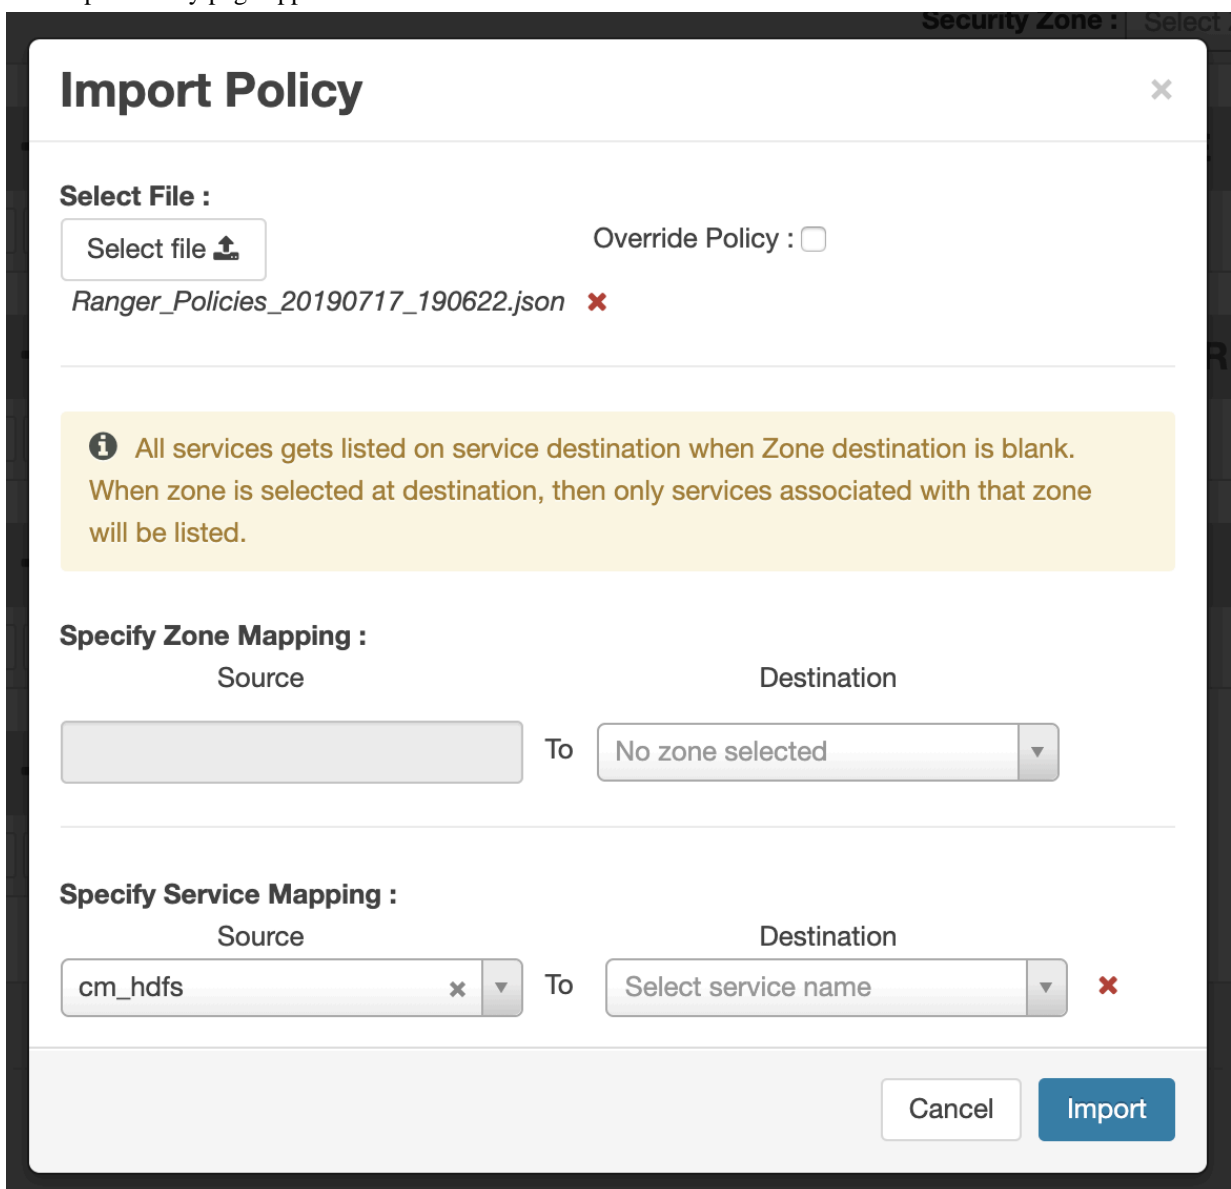 Security Zone : Select
Import Policy ×
Select File :
Select file
Override Policy :
Ranger_Policies_20190717_190622.json
All services gets listed on service destination when Zone destination is blank.
When zone is selected at destination, then only services associated with that zone
will be listed.
Specify Zone Mapping :
Source Destination
To No zone selected
Specify Service Mapping :
Source Destination
cm_hdfs To Select service name
Cancel Import